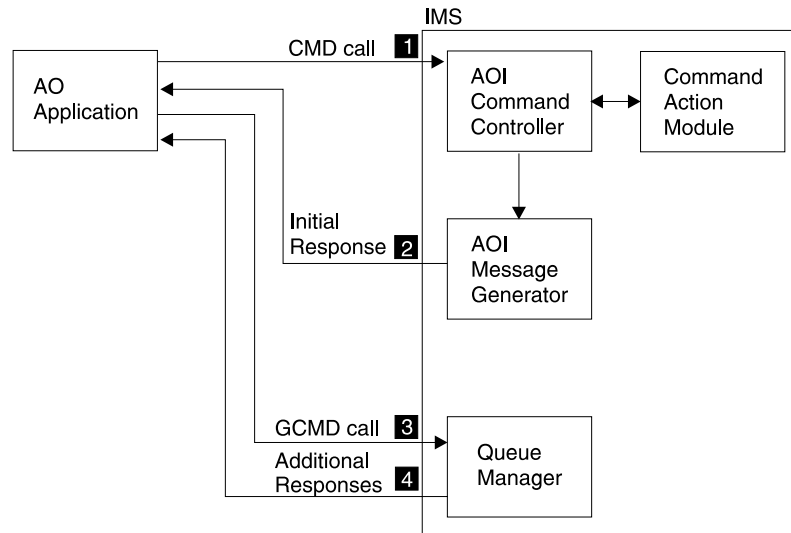 IMS
CMD call 1
AO
Application
AOI
Command
Controller
Command
Action
Module
Initial
Response 2
AOI
Message
Generator
GCMD call 3
Additional
Responses 4
Queue
Manager